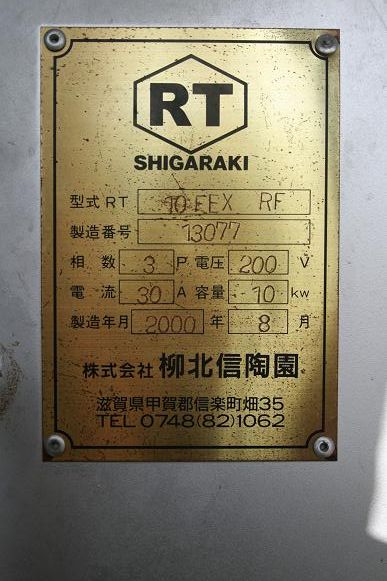 RT
SHIGARAKI
型式 RT 10 EEX RF
製造番号 13077
相数 3 P 電圧 200 V
電流 30 A 容量 10 kw
製造年月 2000 年 8 月
株式会社 柳北信陶園
滋賀県甲賀郡信楽町畑35
TEL 0748(82)1062